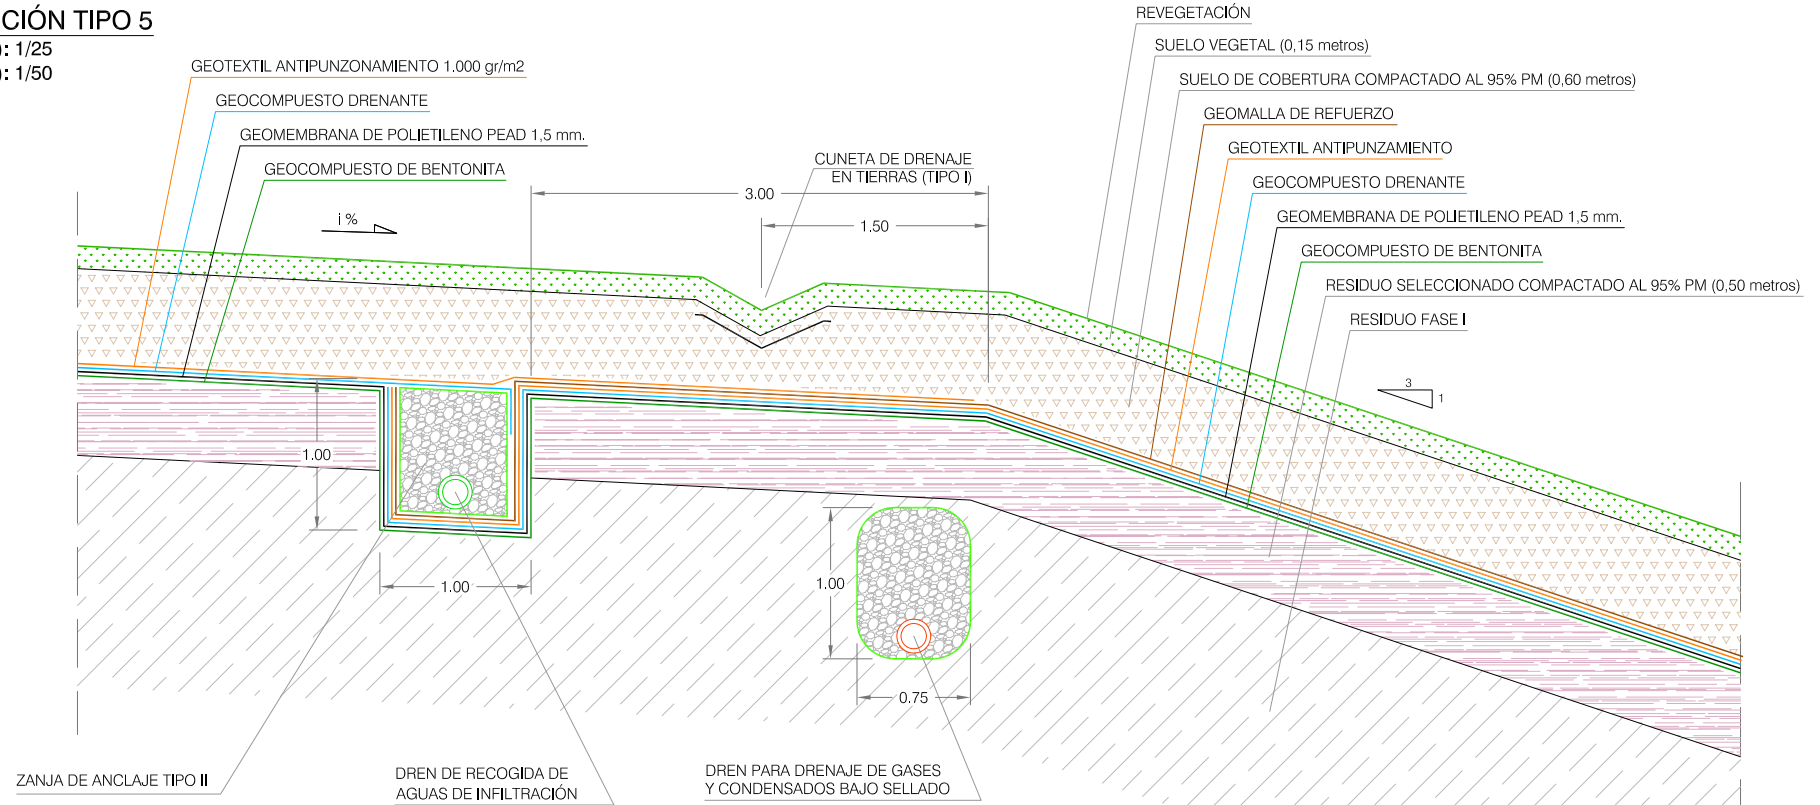 CIÓN TIPO 5
): 1/25
): 1/50
GEOTEXTIL ANTIPUNZONAMIENTO 1.000 gr/m2
GEOCOMPUESTO DRENANTE
GEOMEMBRANA DE POLIETILENO PEAD 1,5 mm.
GEOCOMPUESTO DE BENTONITA
i %
3.00
CUNETA DE DRENAJE
EN TIERRAS (TIPO I)
1.50
REVEGETACIÓN
SUELO VEGETAL (0,15 metros)
SUELO DE COBERTURA COMPACTADO AL 95% PM (0,60 metros)
GEOMALLA DE REFUERZO
GEOTEXTIL ANTIPUNZAMIENTO
GEOCOMPUESTO DRENANTE
GEOMEMBRANA DE POLIETILENO PEAD 1,5 mm.
GEOCOMPUESTO DE BENTONITA
RESIDUO SELECCIONADO COMPACTADO AL 95% PM (0,50 metros)
RESIDUO FASE I
3
1
1.00
1.00
1.00
0.75
ZANJA DE ANCLAJE TIPO II
DREN DE RECOGIDA DE
AGUAS DE INFILTRACIÓN
DREN PARA DRENAJE DE GASES
Y CONDENSADOS BAJO SELLADO